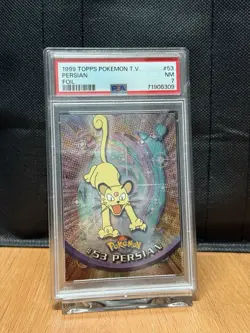 1999 TOPPS POKEMON T.V. #53
PERSIAN NM
FOIL PSA 7
71906309
POKéMON
#53 PERSIAN